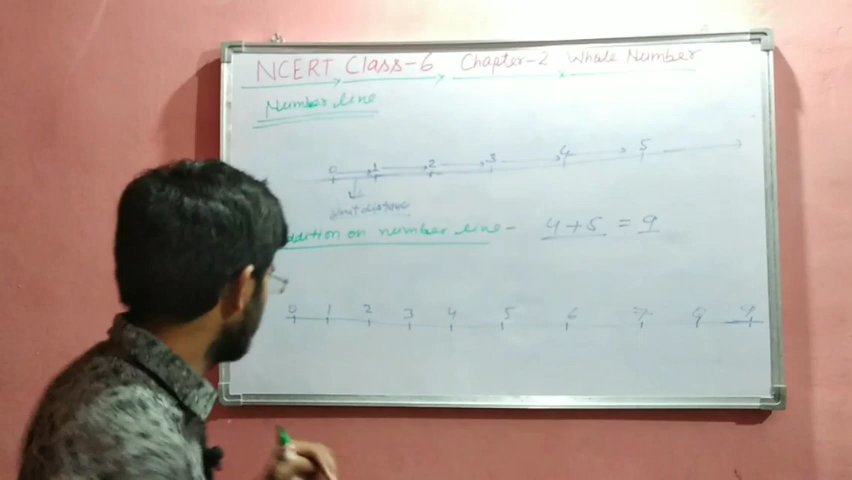 NCERT Class-6 Chapter-2 Whole Number
Number line
0 1 2 3 4 5
Unit distance
ddition on number line - 4+5 = 9
0 1 2 3 4 5 6 7 9